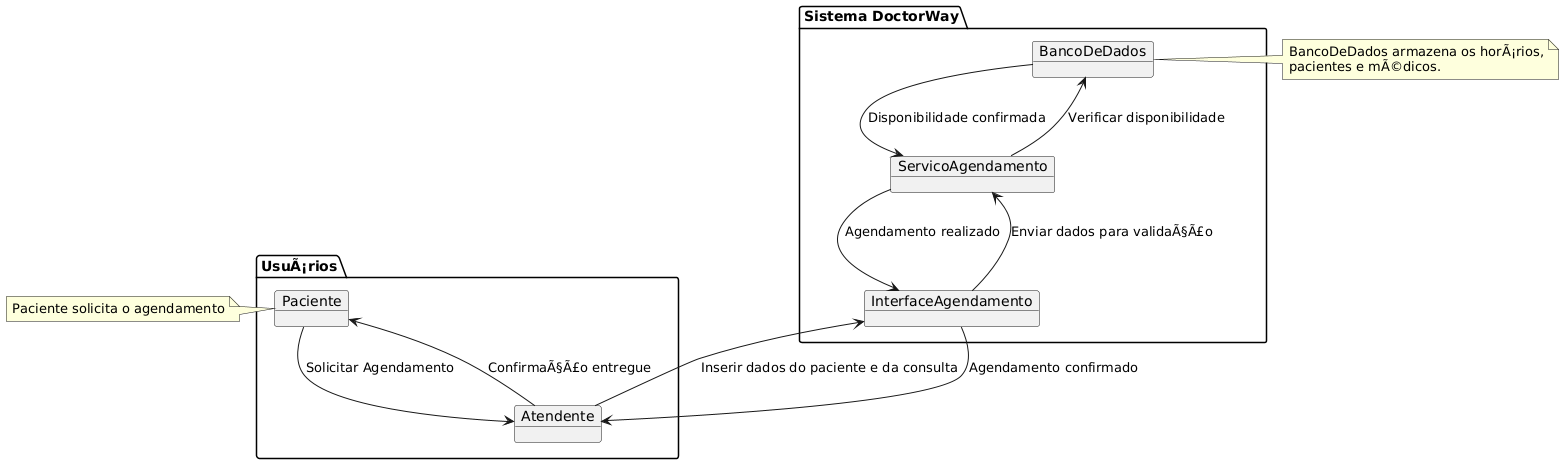 Sistema DoctorWay
BancoDeDados
BancoDeDados armazena os horÃ¡rios,
pacientes e mÃ©dicos.
Disponibilidade confirmada
Verificar disponibilidade
ServicoAgendamento
Agendamento realizado
Enviar dados para validaÃ§Ã£o
UsuÃ¡rios
Paciente
Paciente solicita o agendamento
InterfaceAgendamento
Solicitar Agendamento
ConfirmaÃ§Ã£o entregue
Inserir dados do paciente e da consulta
Agendamento confirmado
Atendente